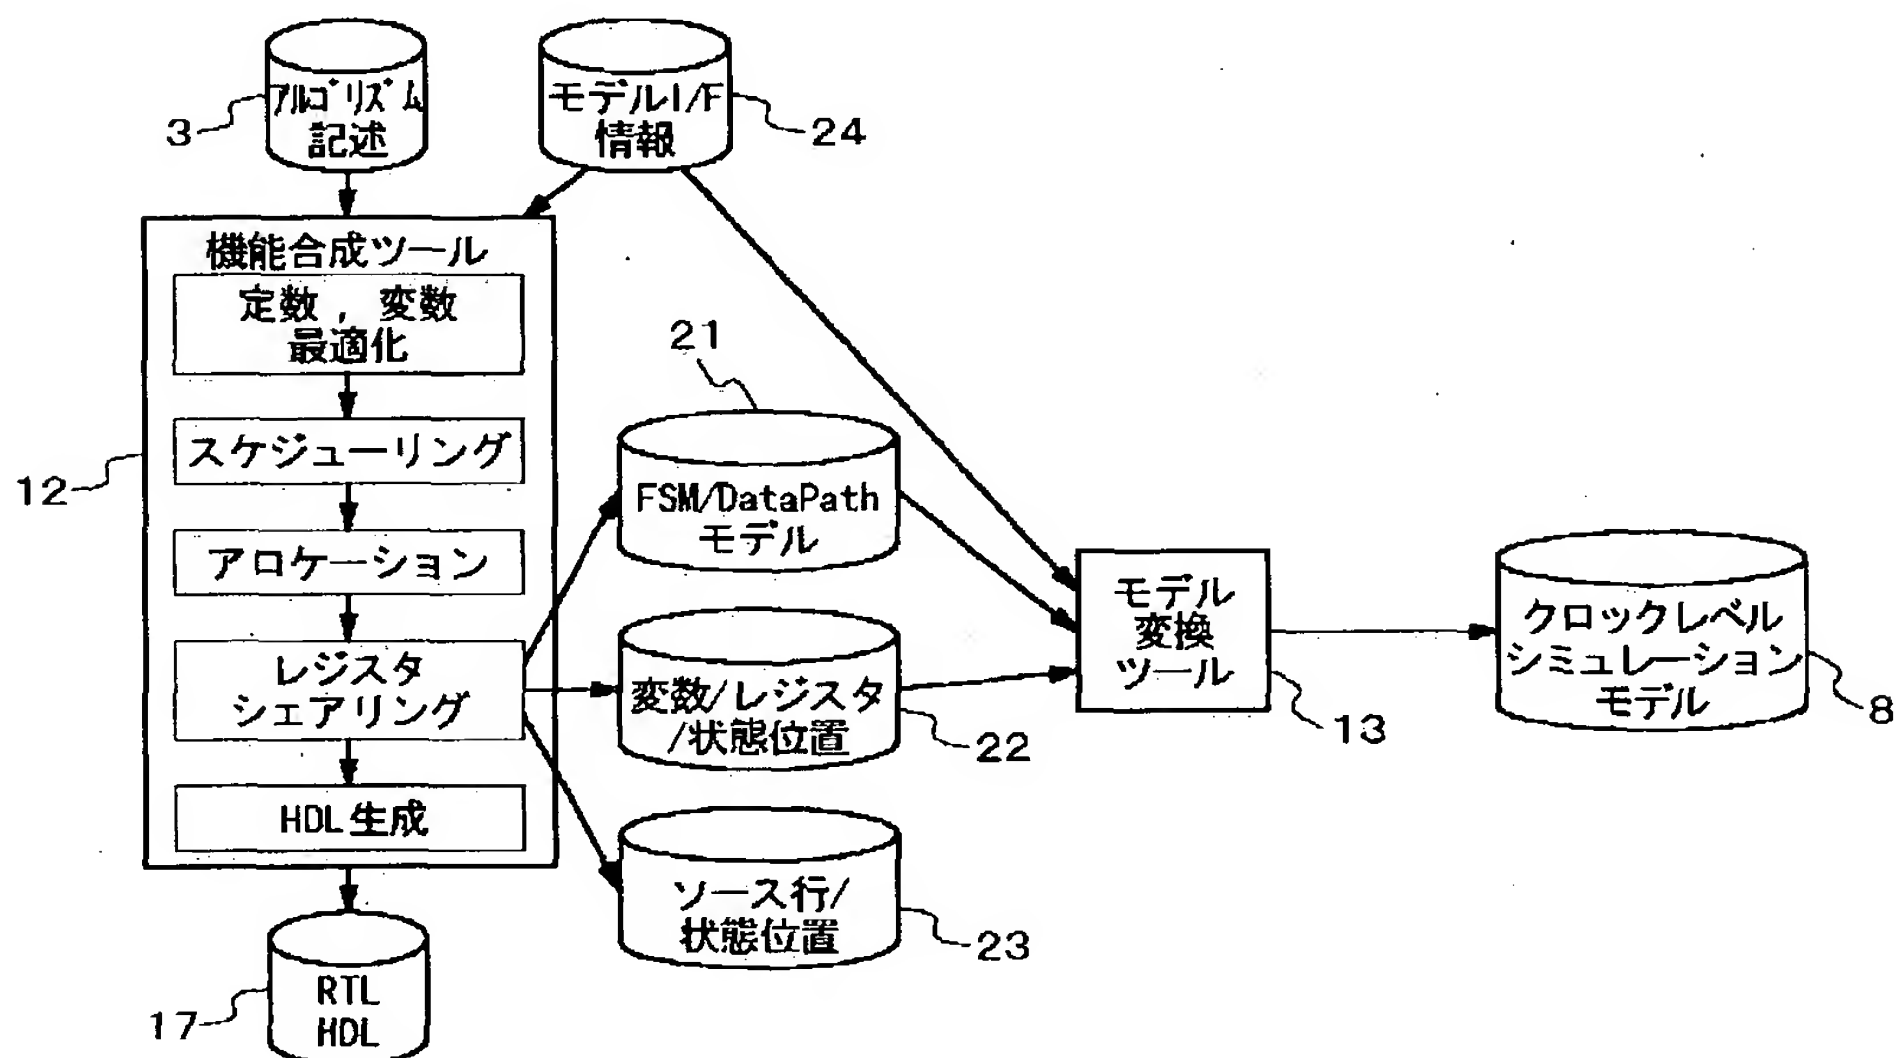 アルゴリズム
記述
3
モデルI/F
情報
24
機能合成ツール
定数，変数
最適化
スケジューリング
アロケーション
レジスタ
シェアリング
HDL生成
12
21
FSM/DataPath
モデル
変数/レジスタ
/状態位置
22
ソース行/
状態位置
23
モデル
変換
ツール
13
クロックレベル
シミュレーション
モデル
8
RTL
HDL
17